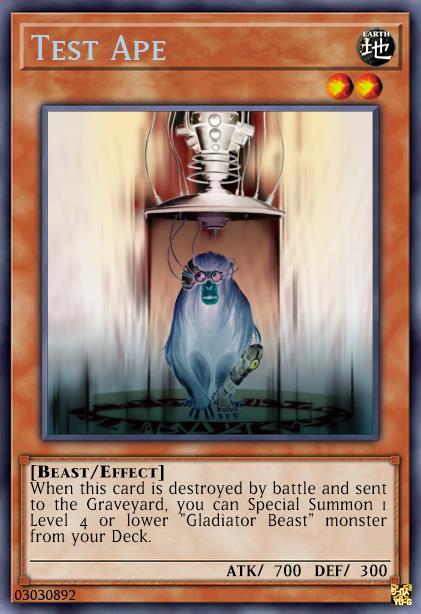 TEST APE
EARTH
地
[BEAST/EFFECT]
When this card is destroyed by battle and sent
to the Graveyard, you can Special Summon 1
Level 4 or lower "Gladiator Beast" monster
from your Deck.
ATK/ 700 DEF/ 300
03030892